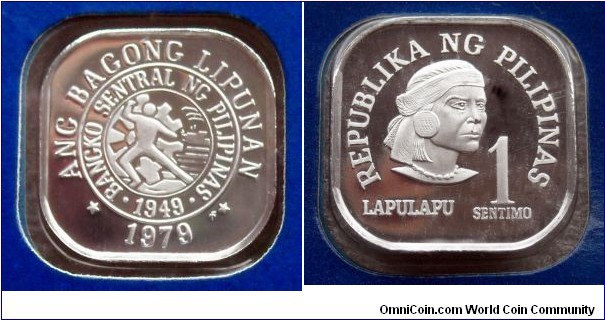 ANG BAGONG LIPUNAN
BANGKO SENTRAL NG PILIPINAS
1949
1979
REPUBLIKA NG PILIPINAS
LAPULAPU
1
SENTIMO
OmniCoin.com World Coin Community